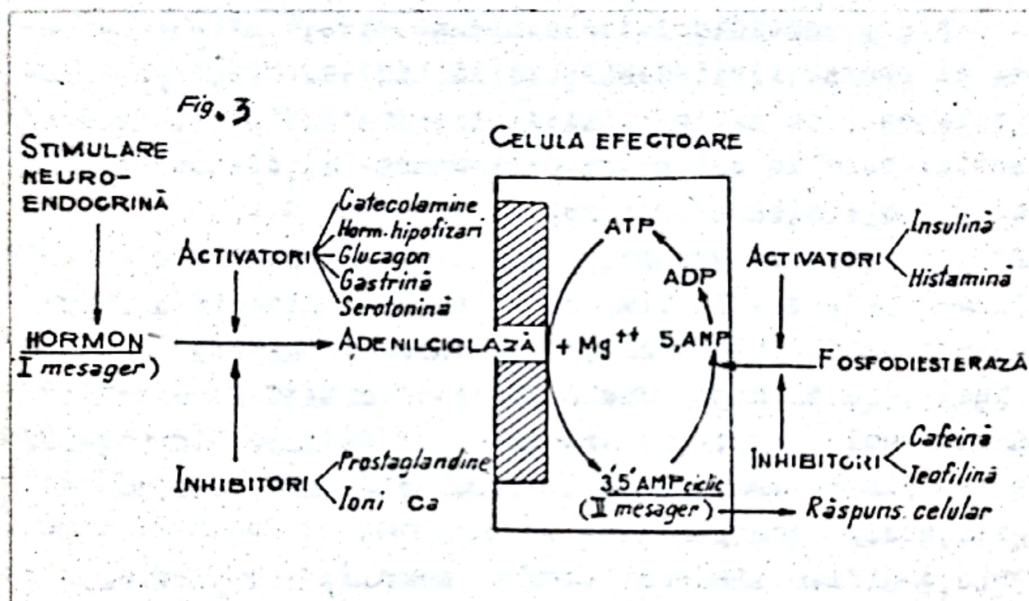 Fig. 3
STIMULARE
NEURO-
ENDOCRINĂ
HORMON
(I mesager)
ACTIVATORI
Catecolamine
Horm. hipofizari
Glucagon
Gastrină
Serotonină
ADENILCICLAZĂ
INHIBITORI
Prostaglandine
Ioni Ca
CELULĂ EFECTOARE
ATP
ADP
+ Mg++
5,AMP
3'5' AMP ciclic
(II mesager)
Răspuns celular
ACTIVATORI
Insulină
Histamină
FOSFODIESTERAZĂ
INHIBITORI
Cafeină
Teofilină